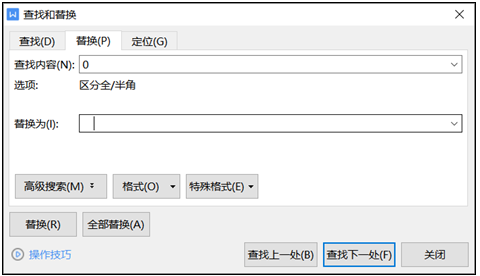 查找和替换
查找(D) 替换(P) 定位(G)
查找内容(N): 0
选项: 区分全/半角
替换为(I):
高级搜索(M) 格式(O) 特殊格式(E)
替换(R) 全部替换(A)
操作技巧 查找上一处(B) 查找下一处(F) 关闭